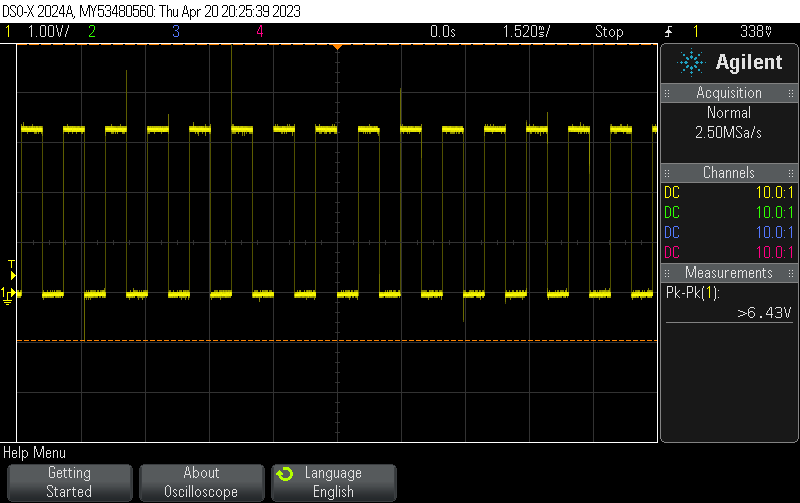 DSO-X 2024A, MY53480560: Thu Apr 20 20:25:39 2023
1 1.00V/ 2 3 4 0.0s 1.520s/ Stop 1 338V
Agilent
Acquisition
Normal
2.50MSa/s
Channels
DC 10.0:1
DC 10.0:1
DC 10.0:1
DC 10.0:1
Measurements
Pk-Pk(1):
>6.43V
T
1
Help Menu
Getting
Started
About
Oscilloscope
Language
English